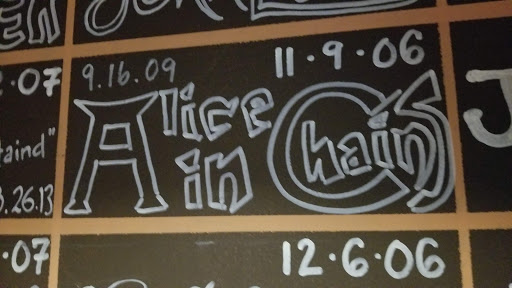 9.16.09 11.9.06
Alice
in Chains
.07
taind"
3.26.13
.07
12.6.06
J